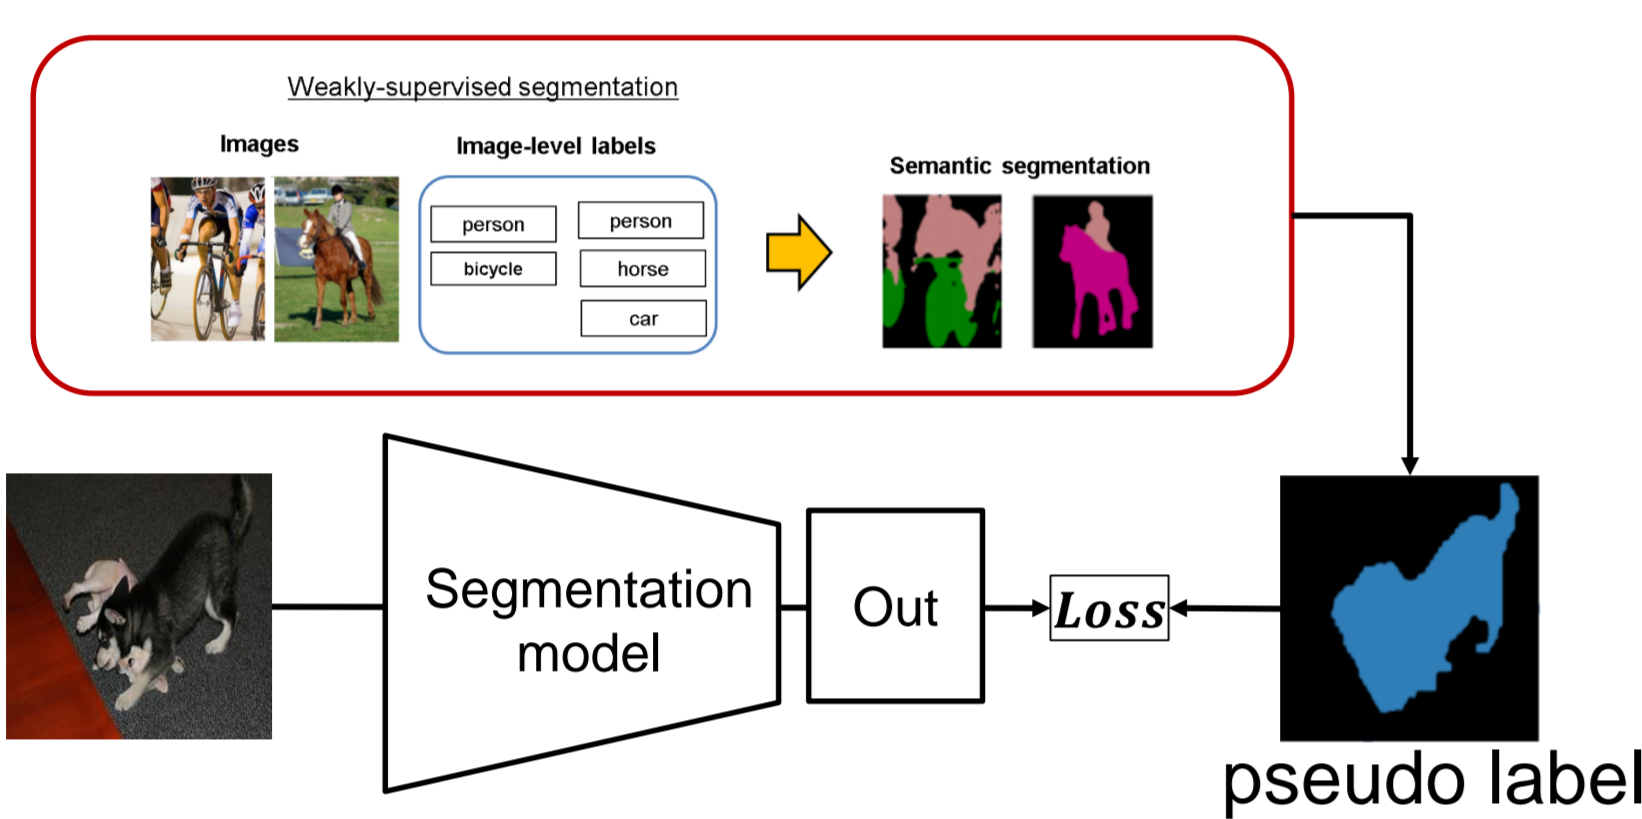 Weakly-supervised segmentation
Images
Image-level labels
Semantic segmentation
person
person
bicycle
horse
car
Segmentation
model
Out
Loss
pseudo label